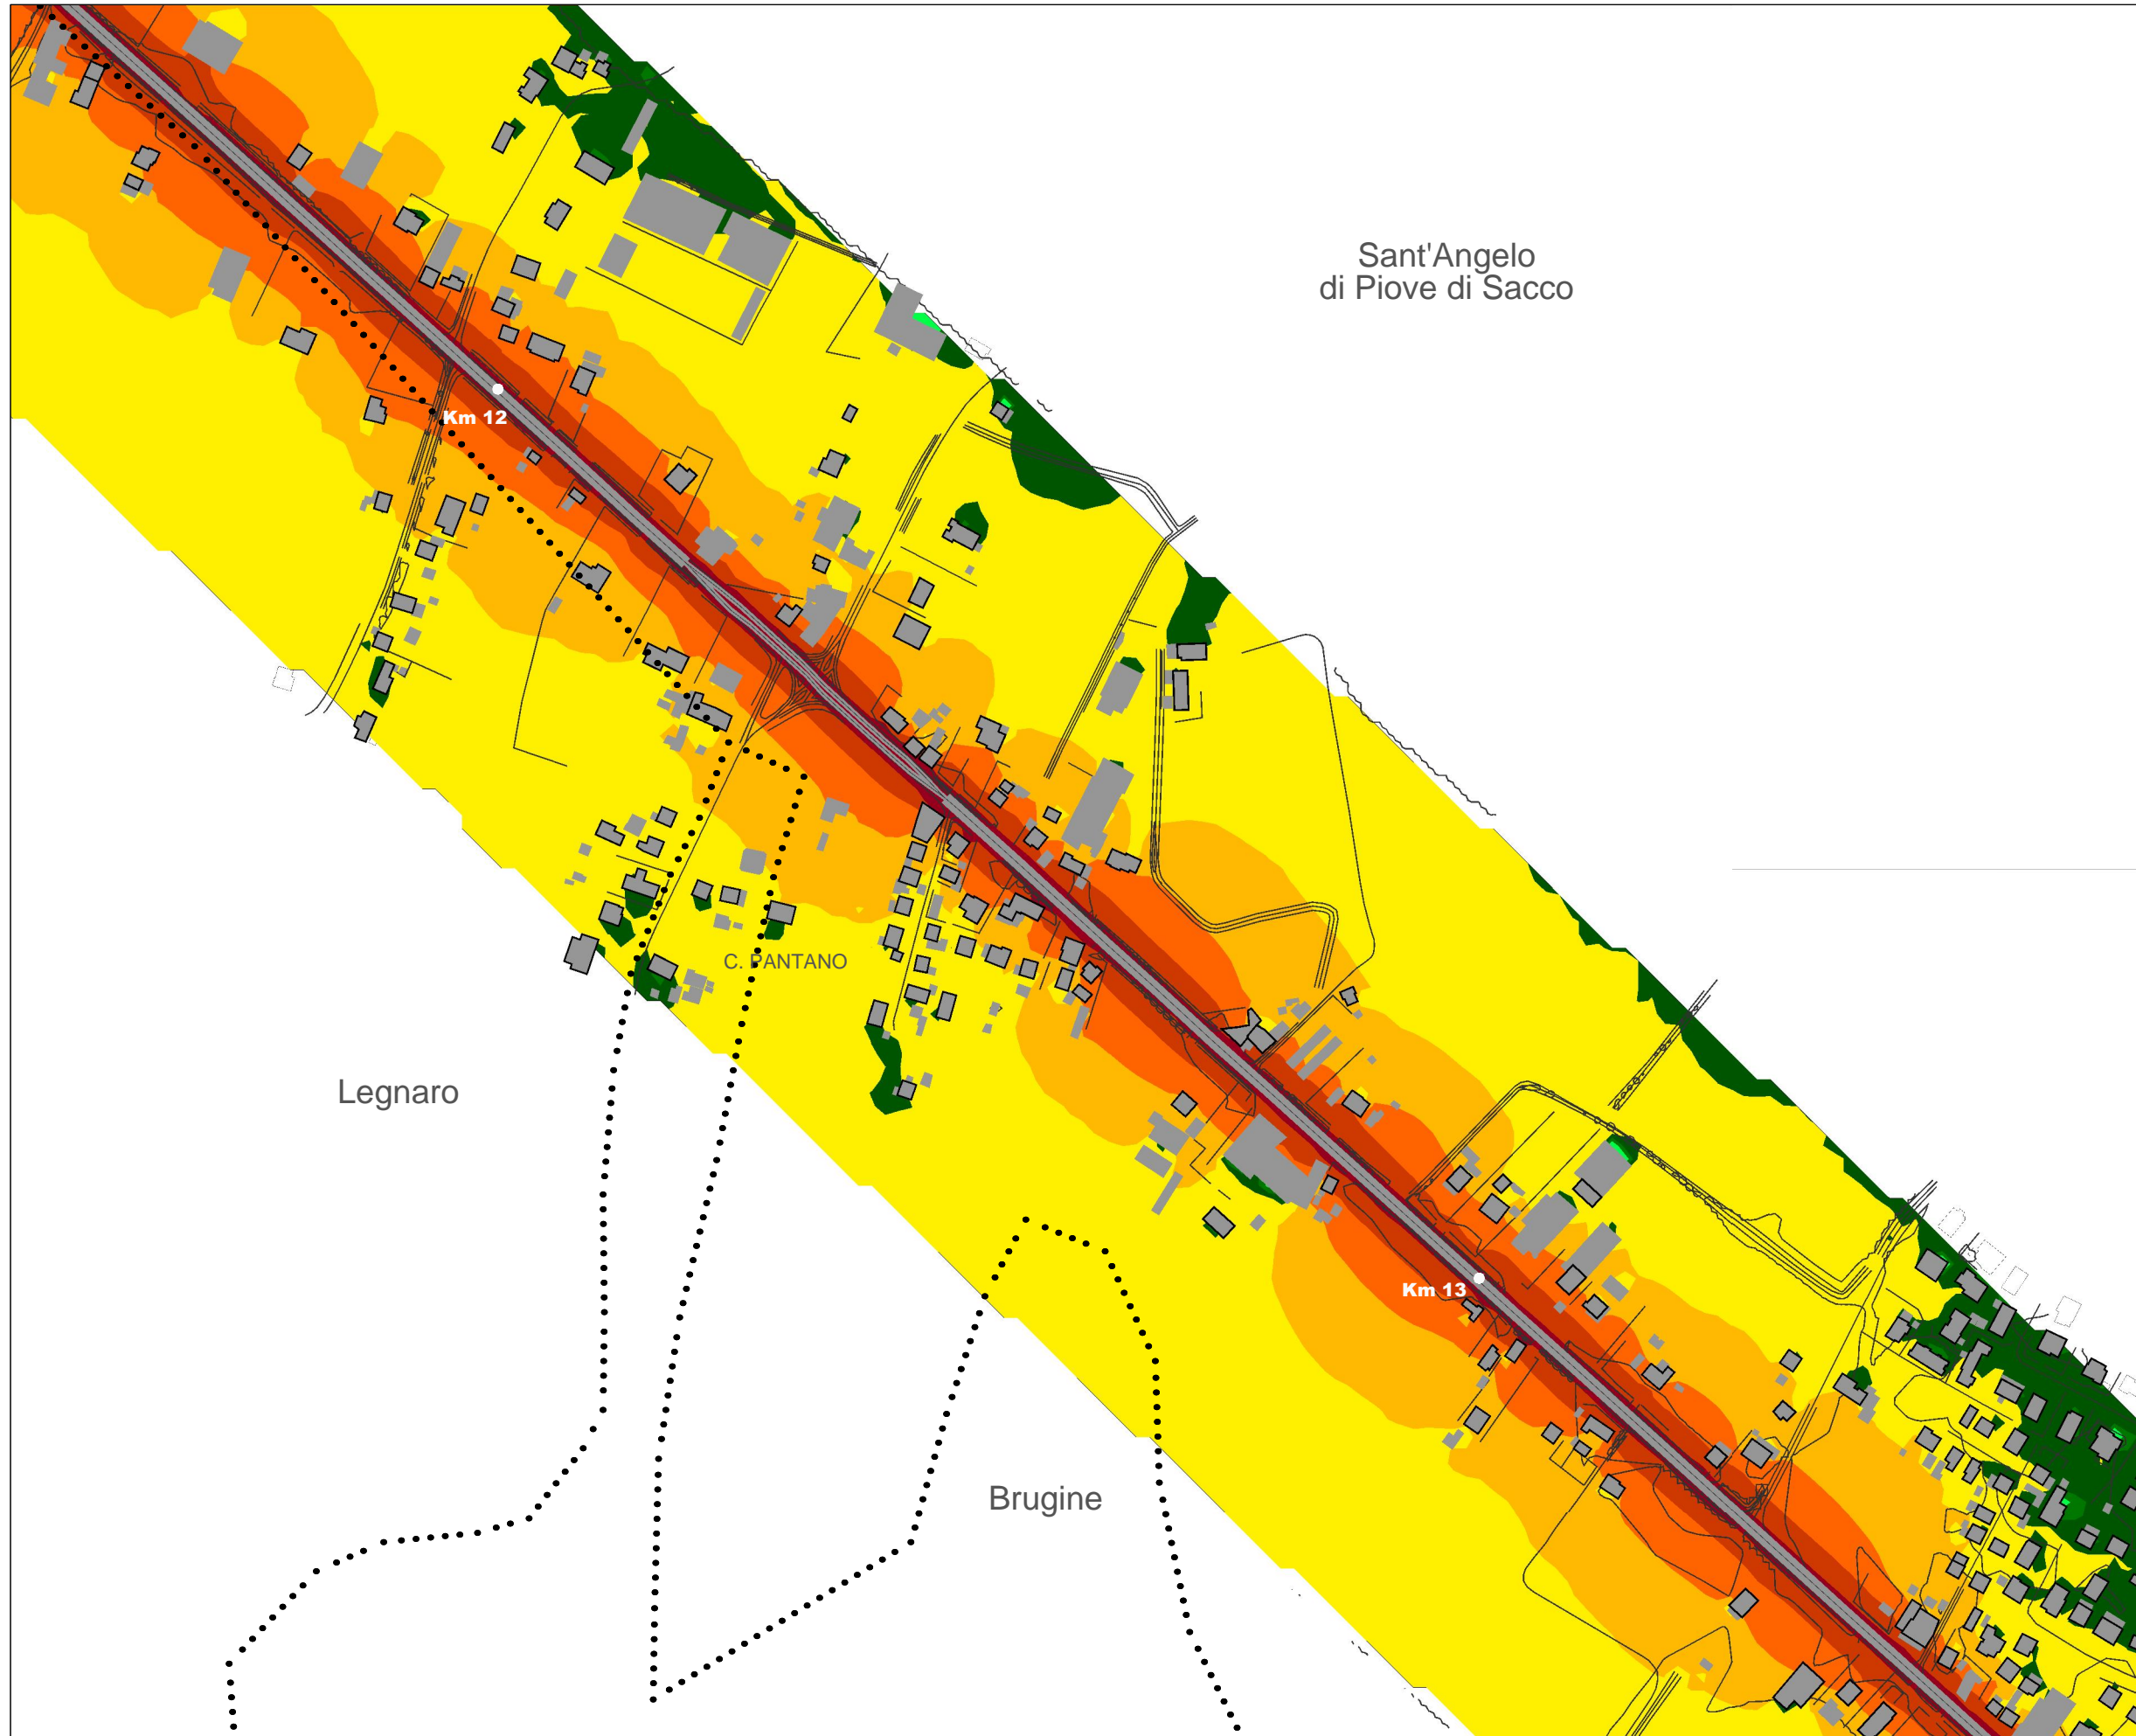 Sant'Angelo
di Piove di Sacco
Km 12
C. PANTANO
Legnaro
Km 13
Brugine